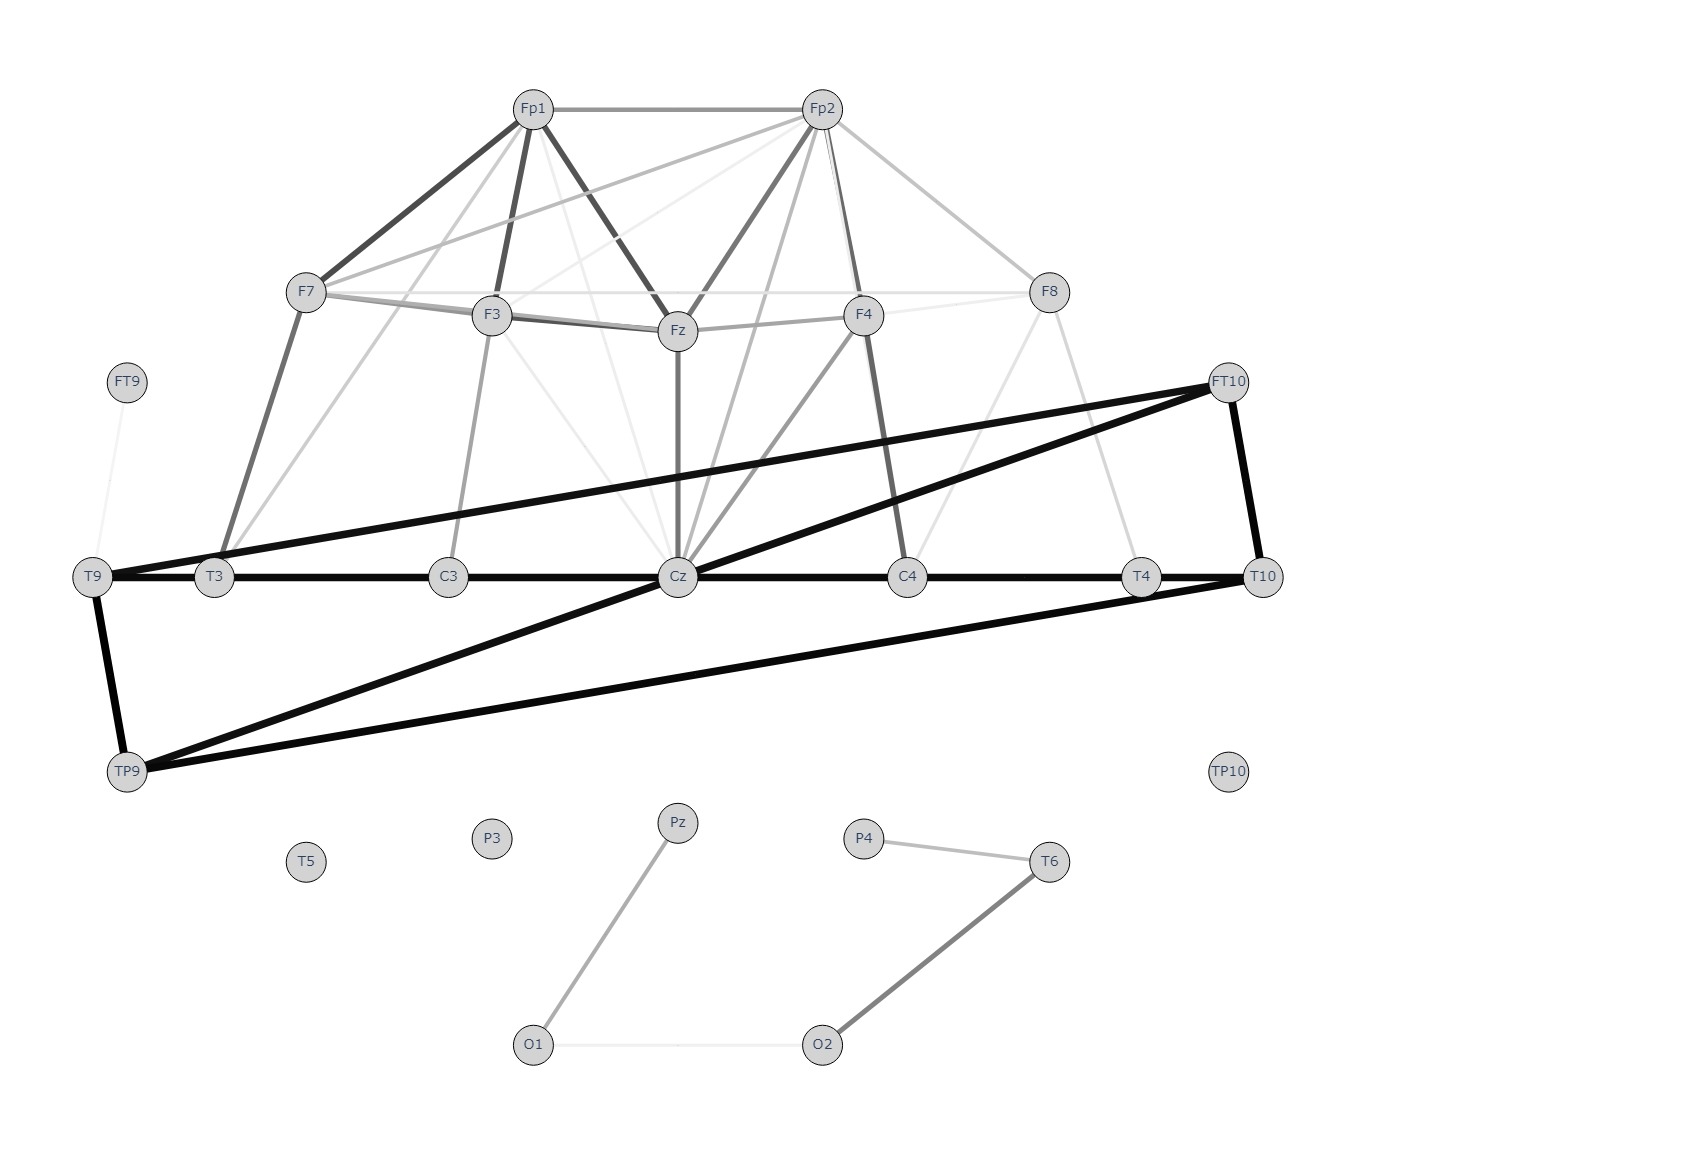 Fp1 Fp2
F7 F3 Fz F4 F8
FT9 FT10
T9 T3 C3 Cz C4 T4 T10
TP9 TP10
T5 P3 Pz P4 T6
O1 O2